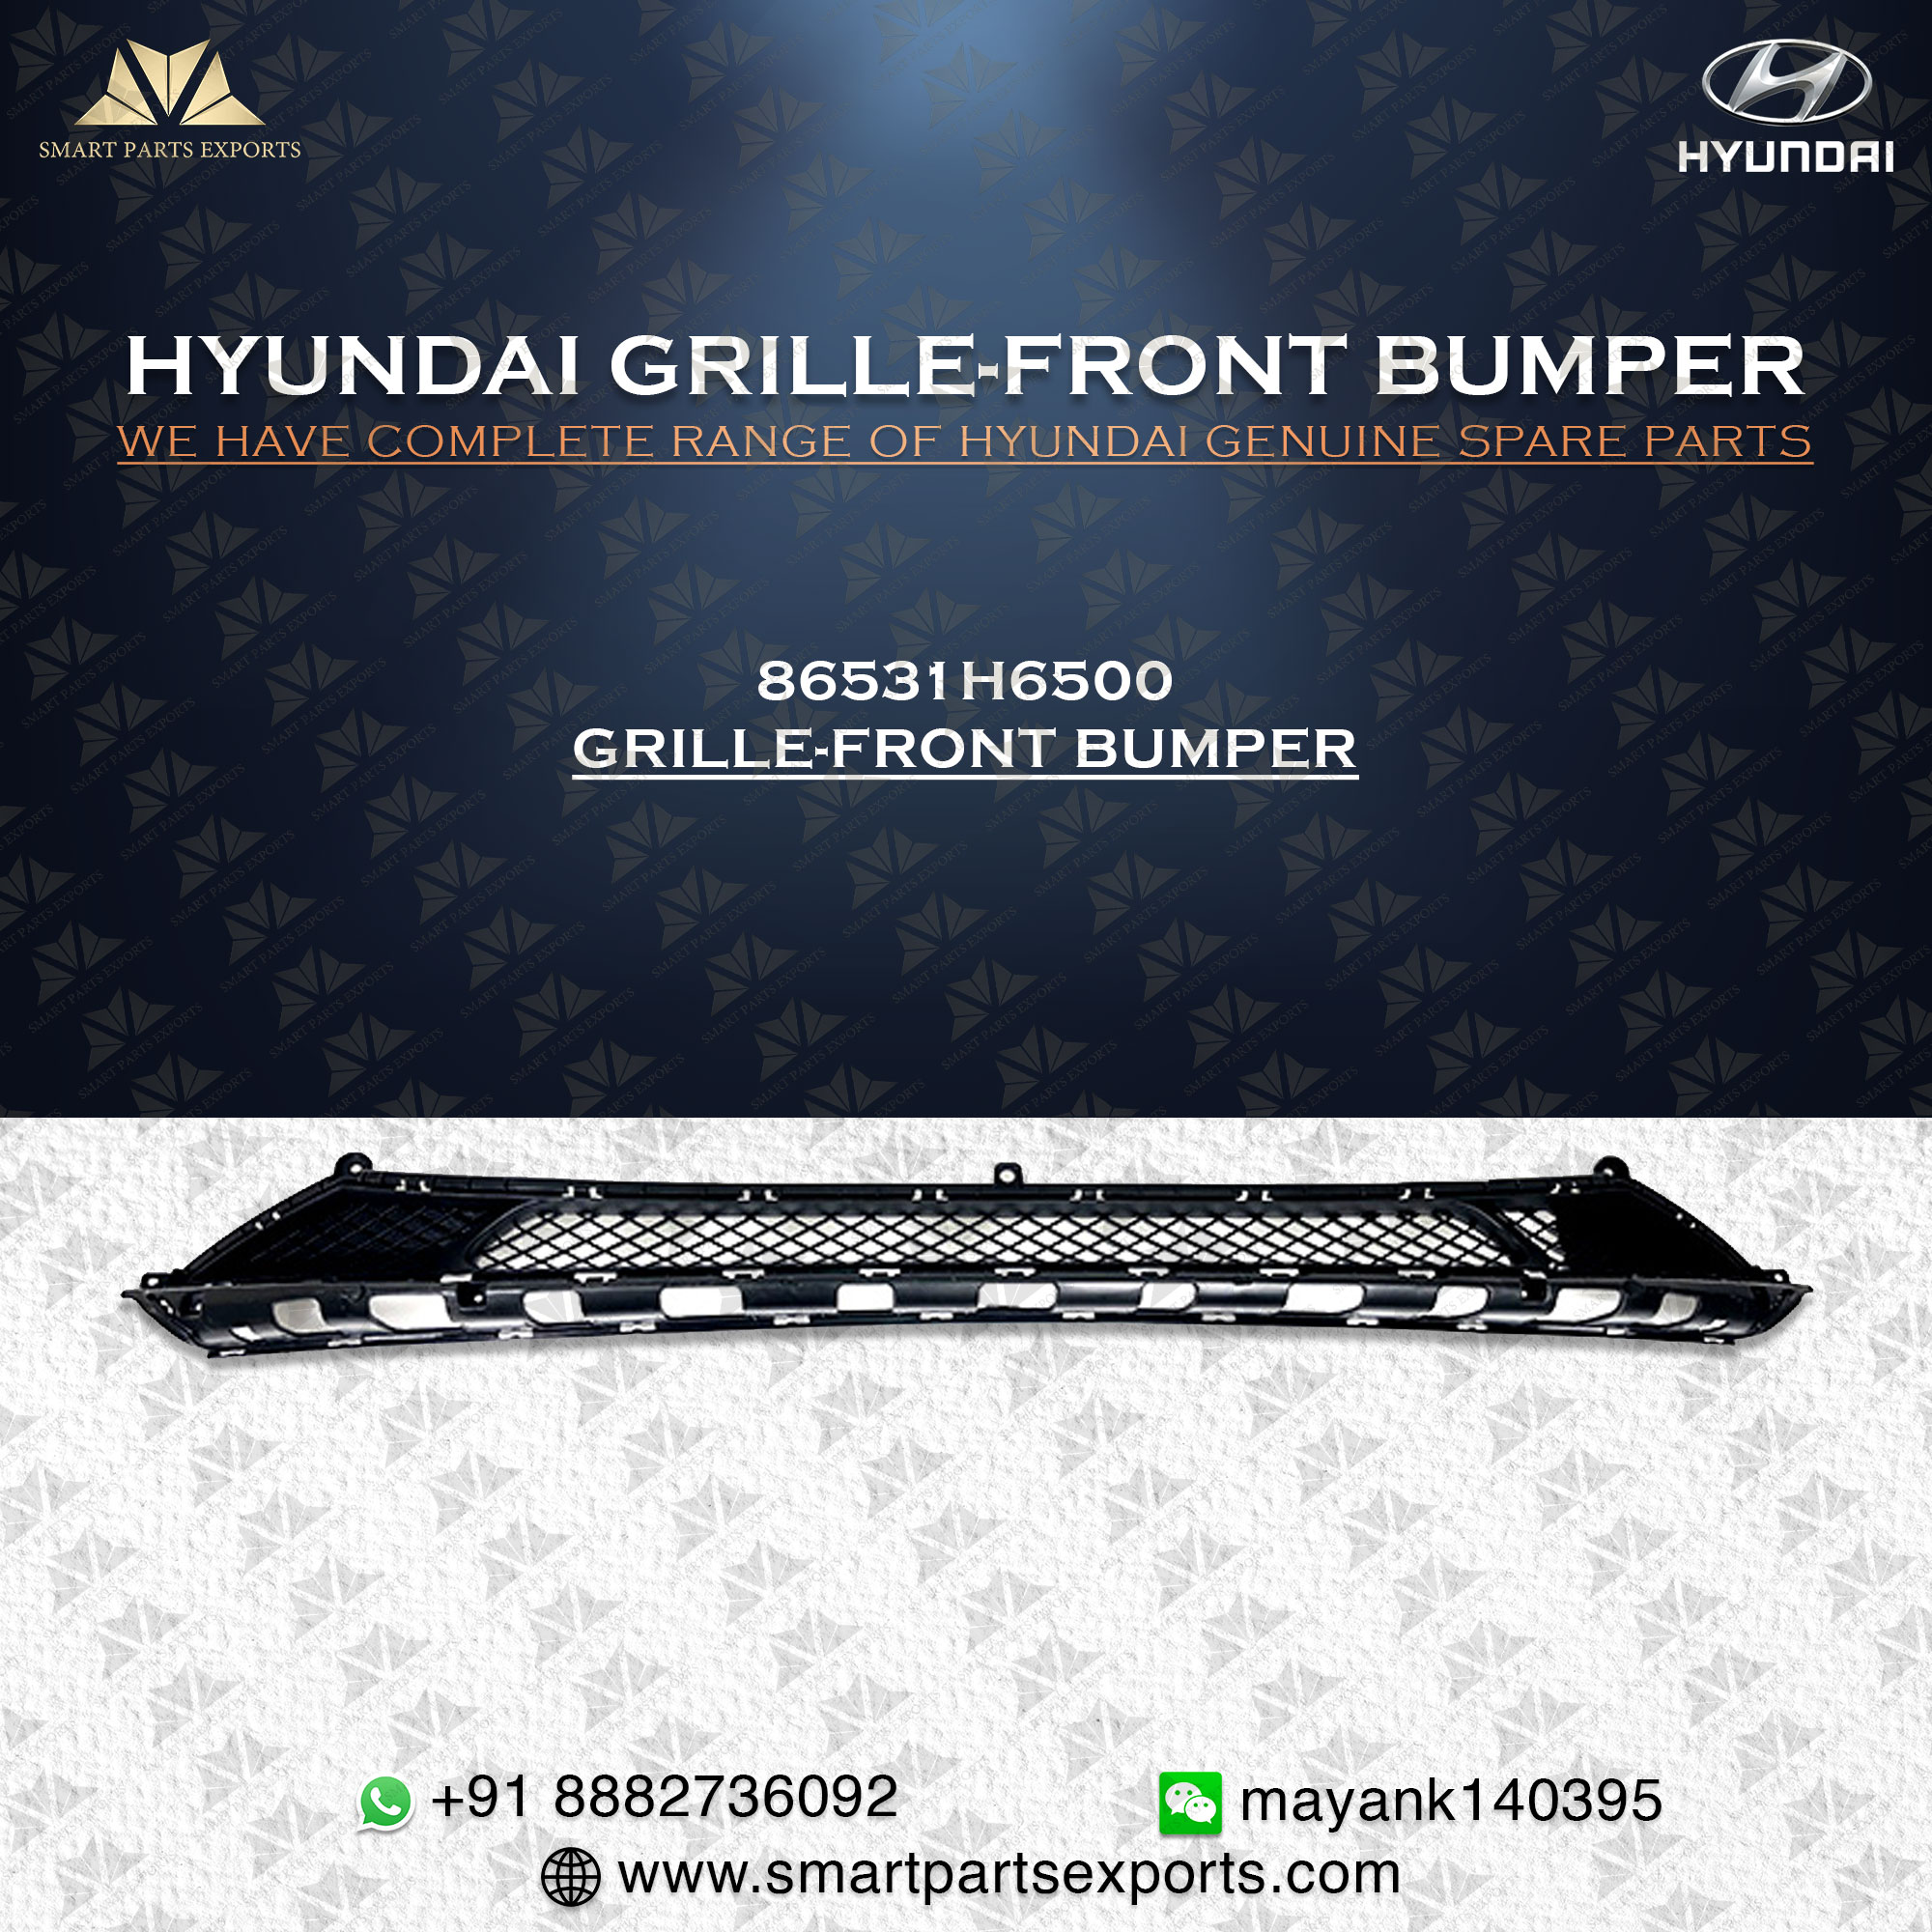 SMART PARTS EXPORTS
HYUNDAI
HYUNDAI GRILLE-FRONT BUMPER
WE HAVE COMPLETE RANGE OF HYUNDAI GENUINE SPARE PARTS
86531H6500
GRILLE-FRONT BUMPER
+91 8882736092
mayank140395
www.smartpartsexports.com